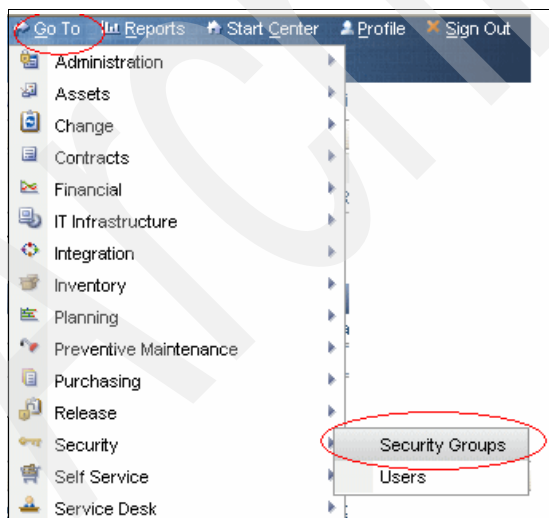 Go To Reports Start Center Profile Sign Out
Administration
Assets
Change
Contracts
Financial
IT Infrastructure
Integration
Inventory
Planning
Preventive Maintenance
Purchasing
Release
Security
Security Groups
Self Service
Users
Service Desk